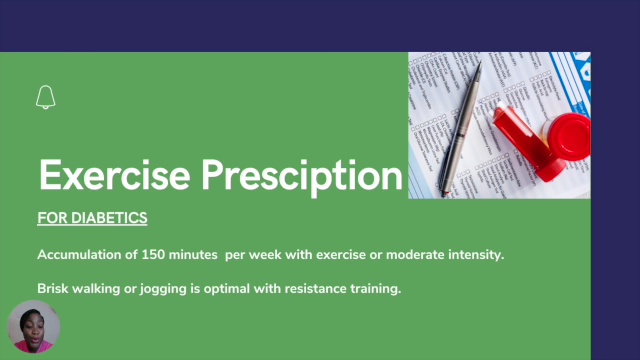 Exercise Presciption
FOR DIABETICS
Accumulation of 150 minutes per week with exercise or moderate intensity.
Brisk walking or jogging is optimal with resistance training.